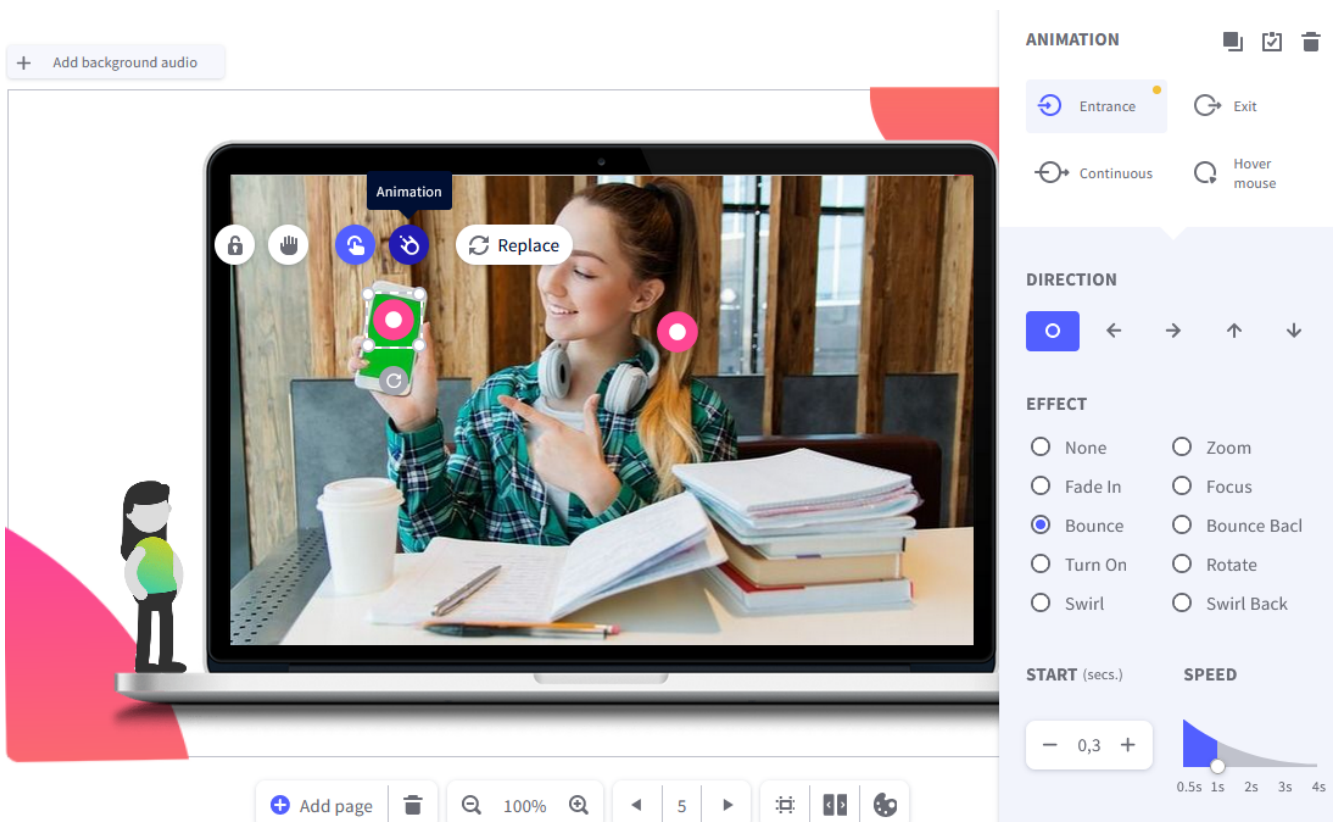 Add background audio
Animation
Replace
Add page
100%
5
ANIMATION
Entrance
Exit
Continuous
Hover
mouse
DIRECTION
EFFECT
None
Zoom
Fade In
Focus
Bounce
Bounce Bacl
Turn On
Rotate
Swirl
Swirl Back
START (secs.)
SPEED
0,3
0.5s 1s 2s 3s 4s